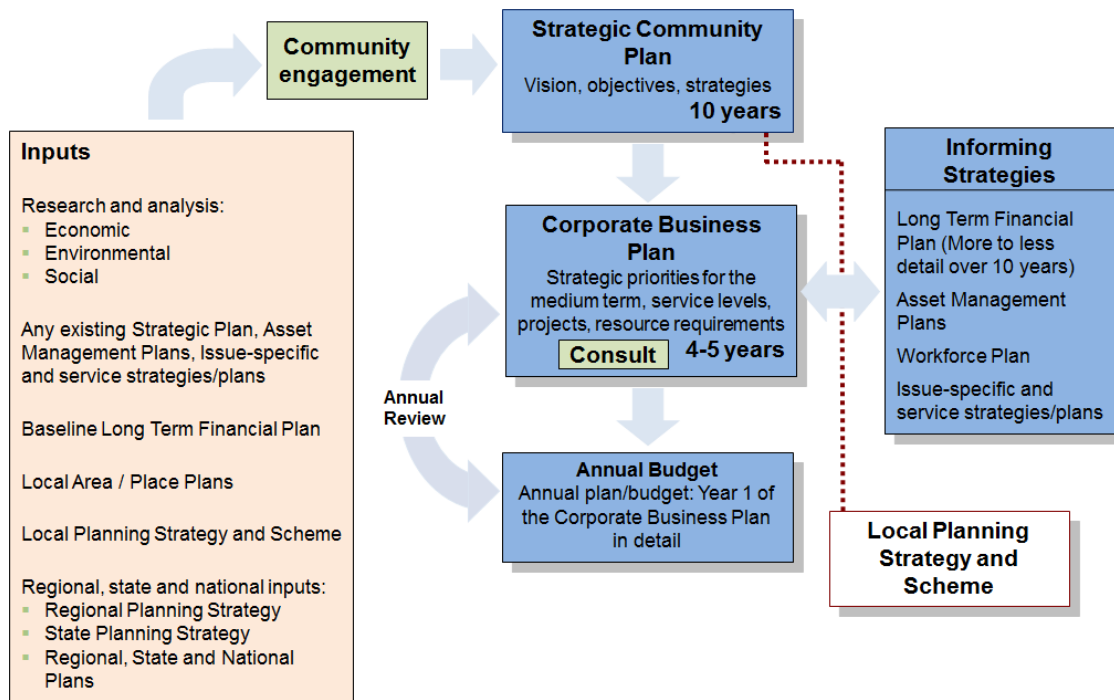 Community
engagement
Strategic Community
Plan
Vision, objectives, strategies
10 years
Inputs
Research and analysis:
Economic
Environmental
Social
Any existing Strategic Plan, Asset
Management Plans, Issue-specific
and service strategies/plans
Baseline Long Term Financial Plan
Local Area / Place Plans
Local Planning Strategy and Scheme
Regional, state and national inputs:
Regional Planning Strategy
State Planning Strategy
Regional, State and National
Plans
Corporate Business
Plan
Strategic priorities for the
medium term, service levels,
projects, resource requirements
Consult 4-5 years
Annual
Review
Annual Budget
Annual plan/budget: Year 1 of
the Corporate Business Plan
in detail
Informing
Strategies
Long Term Financial
Plan (More to less
detail over 10 years)
Asset Management
Plans
Workforce Plan
Issue-specific and
service strategies/plans
Local Planning
Strategy and
Scheme